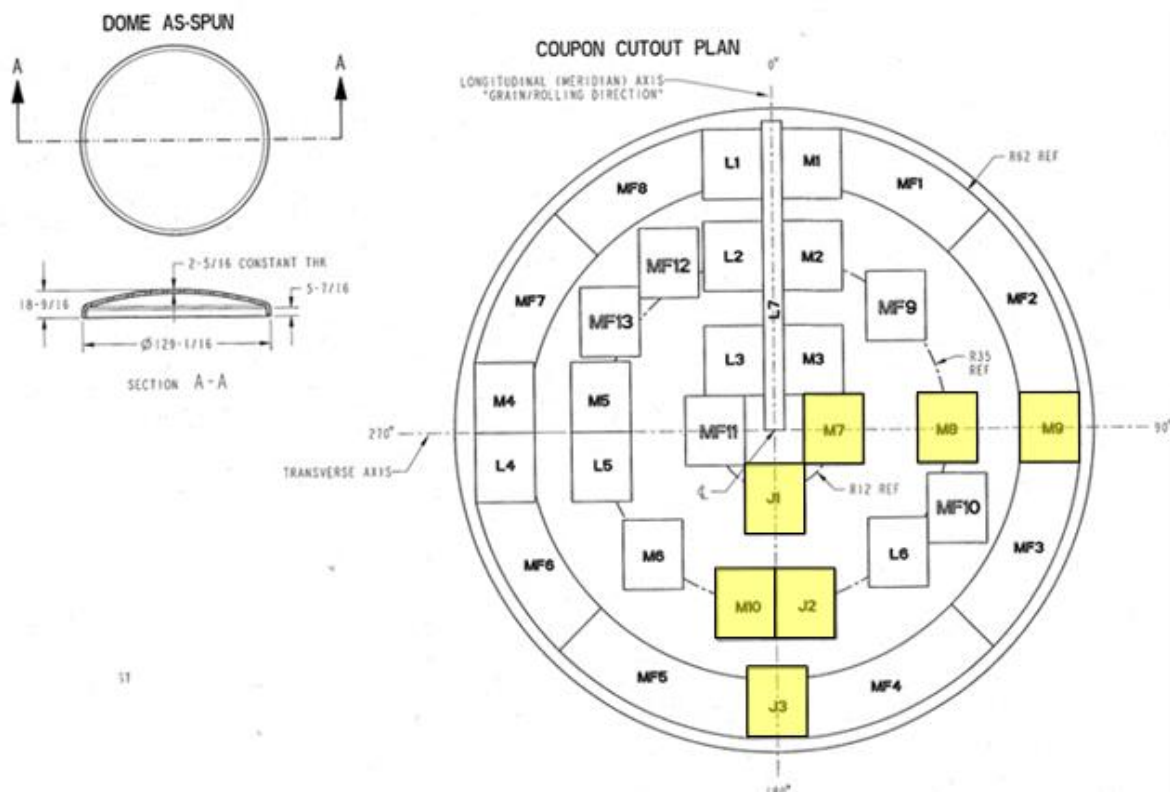 DOME AS-SPUN
A
A
2-5/16 CONSTANT THK
18-9/16
5-7/16
Ø129-1/16
SECTION A-A
COUPON CUTOUT PLAN
0°
LONGITUDINAL (MERIDIAN) AXIS
"GRAIN/ROLLING DIRECTION"
R62 REF
L1
M1
MF8
MF1
MF12
L2
M2
MF9
MF7
MF2
MF13
L7
L3
M3
R35
REF
M4
M5
MF11
M7
M8
M9
270°
90°
TRANSVERSE AXIS
L4
L5
J1
R12 REF
MF10
MF6
M6
L6
MF3
M10
J2
MF5
J3
MF4
180°
ST